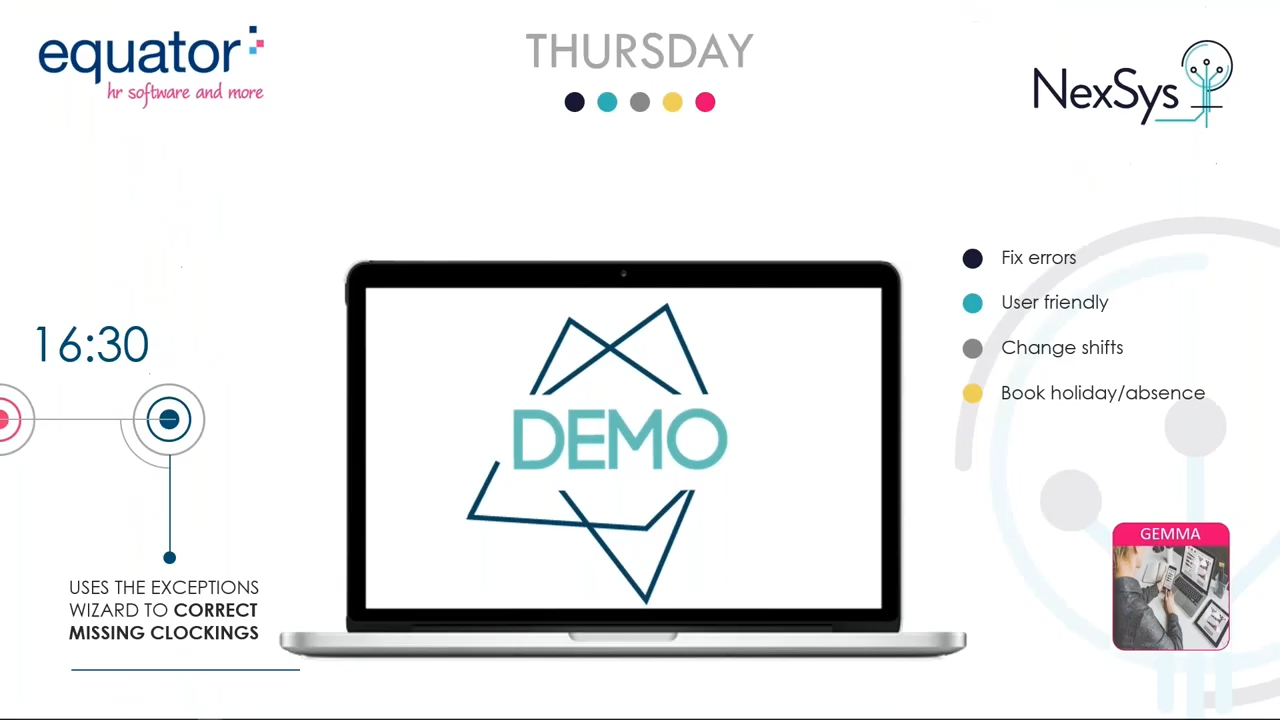 equator
hr software and more
THURSDAY
NexSys
16:30
USES THE EXCEPTIONS
WIZARD TO CORRECT
MISSING CLOCKINGS
DEMO
Fix errors
User friendly
Change shifts
Book holiday/absence
GEMMA